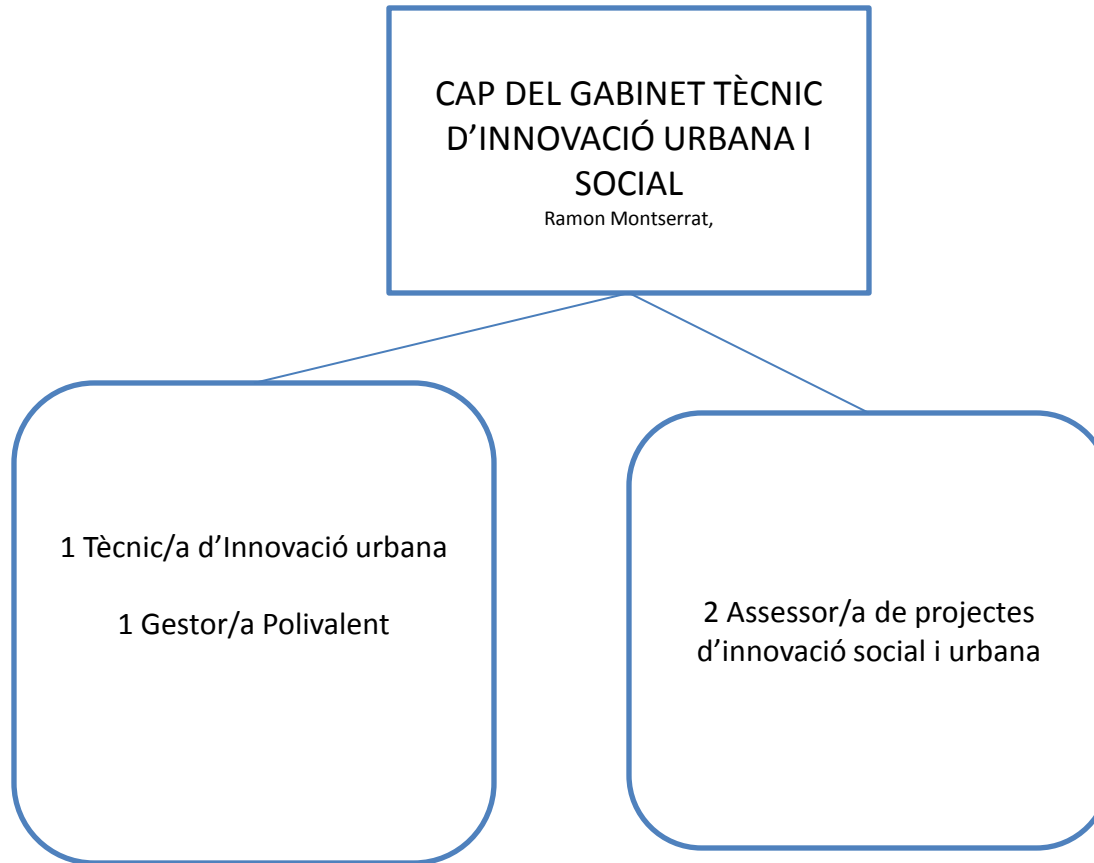 CAP DEL GABINET TÈCNIC
D’INNOVACIÓ URBANA I
SOCIAL
Ramon Montserrat,
1 Tècnic/a d’Innovació urbana
1 Gestor/a Polivalent
2 Assessor/a de projectes
d’innovació social i urbana